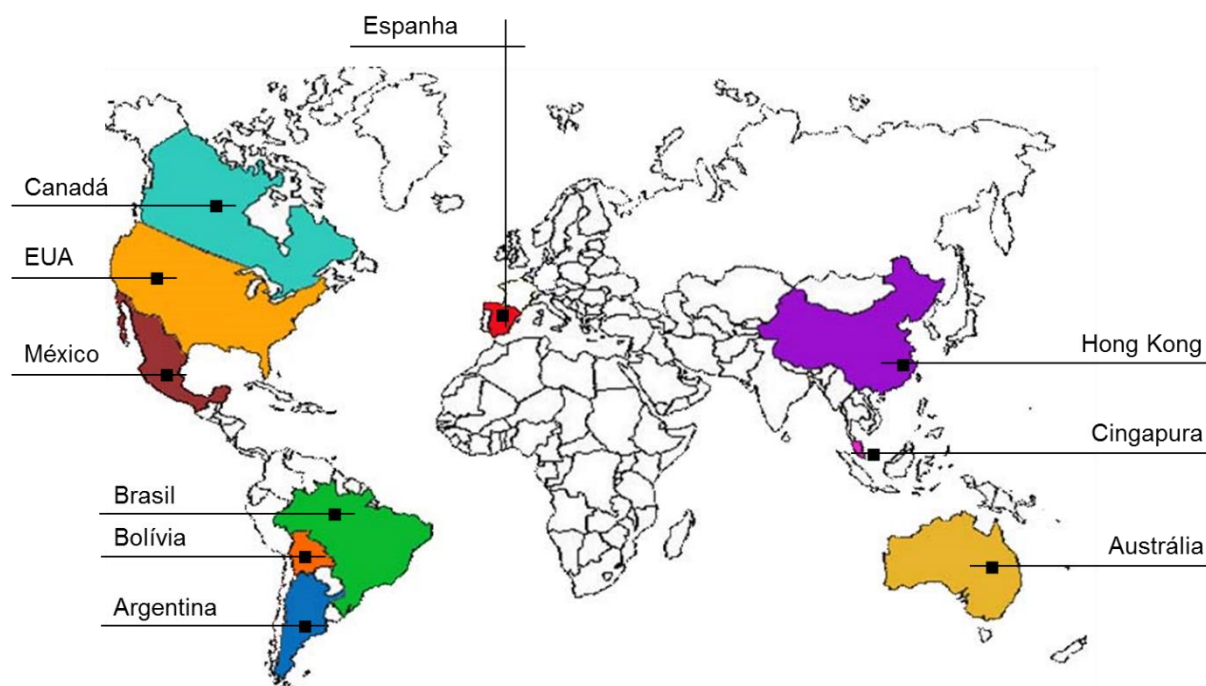 Espanha
Canadá
EUA
México
Hong Kong
Cingapura
Brasil
Bolívia
Austrália
Argentina